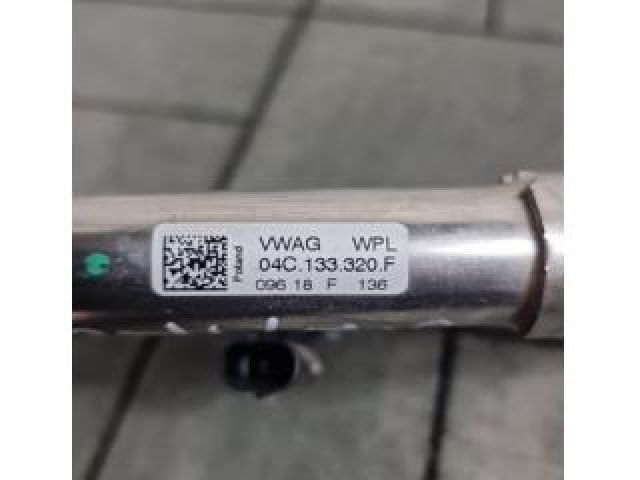 Poland
VWAG WPL
04C.133.320.F
096 18 F 136